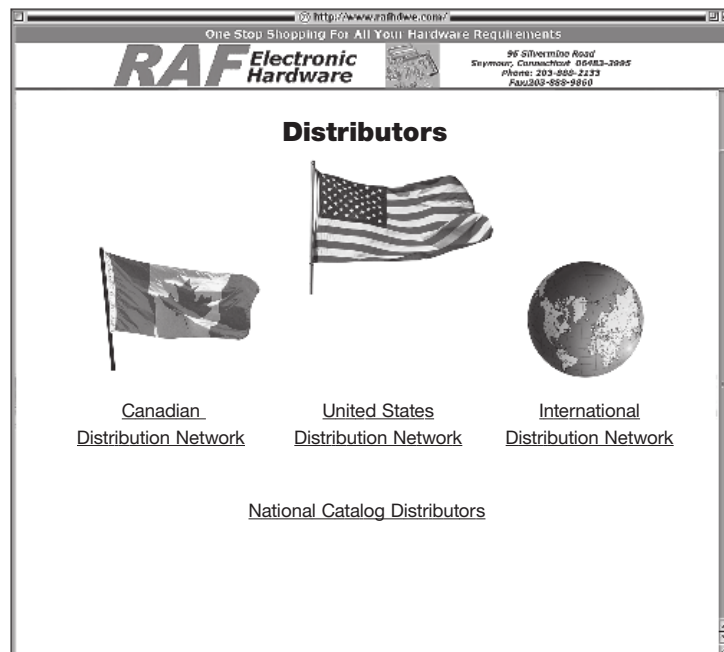 http://www.rafhdwe.com/
One Stop Shopping For All Your Hardware Requirements
RAF Electronic Hardware
96 Silvermine Road
Seymour, Connecticut 06483-3995
Phone: 203-888-2133
Fax:203-888-9860
Distributors
Canadian
Distribution Network
United States
Distribution Network
International
Distribution Network
National Catalog Distributors